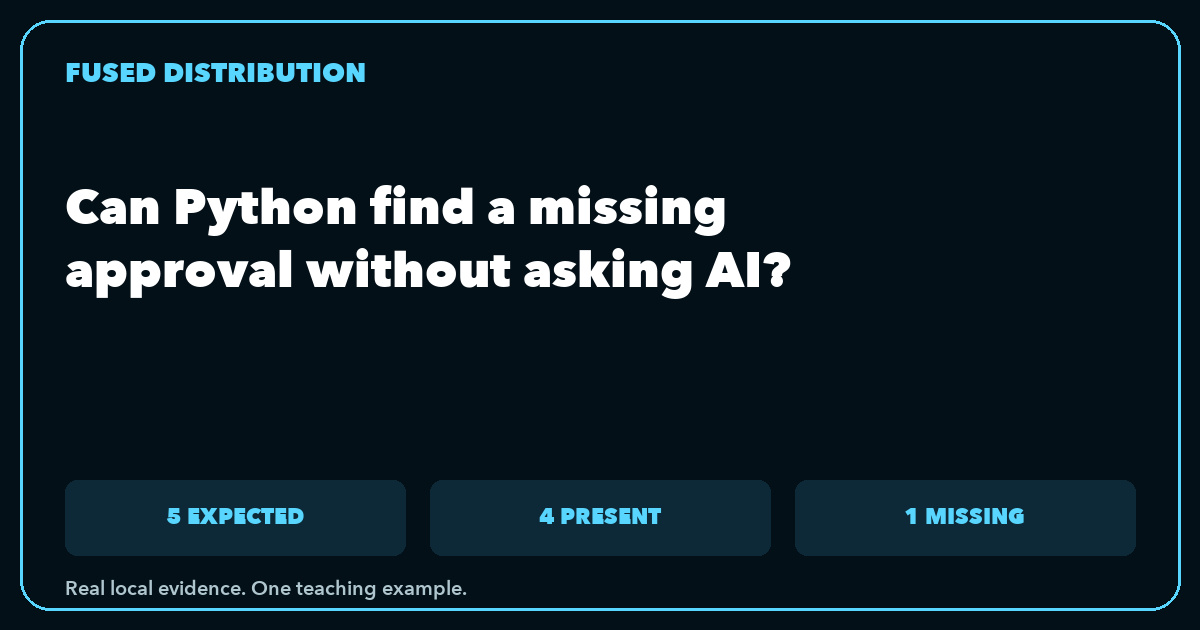 FUSED DISTRIBUTION
Can Python find a missing
approval without asking AI?
5 EXPECTED
4 PRESENT
1 MISSING
Real local evidence. One teaching example.